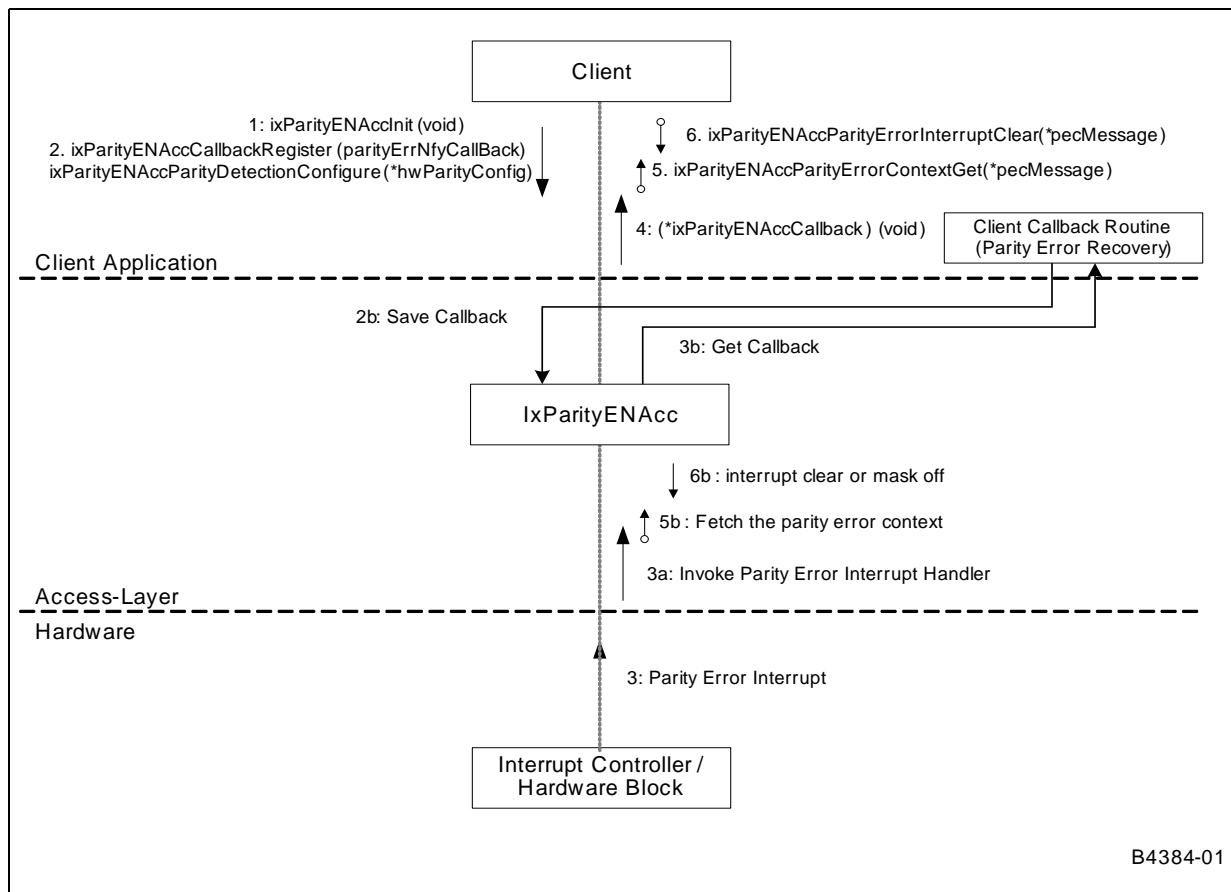 Client
1: ixParityENAccInit (void)
2. ixParityENAccCallbackRegister (parityErrNfyCallBack)
ixParityENAccParityDetectionConfigure (*hwParityConfig)
6. ixParityENAccParityErrorInterruptClear(*pecMessage)
5. ixParityENAccParityErrorContextGet(*pecMessage)
4: (*ixParityENAccCallback) (void)
Client Callback Routine
(Parity Error Recovery)
Client Application
2b: Save Callback
3b: Get Callback
IxParityENAcc
6b : interrupt clear or mask off
5b : Fetch the parity error context
3a: Invoke Parity Error Interrupt Handler
Access-Layer
Hardware
3: Parity Error Interrupt
Interrupt Controller /
Hardware Block
B4384-01